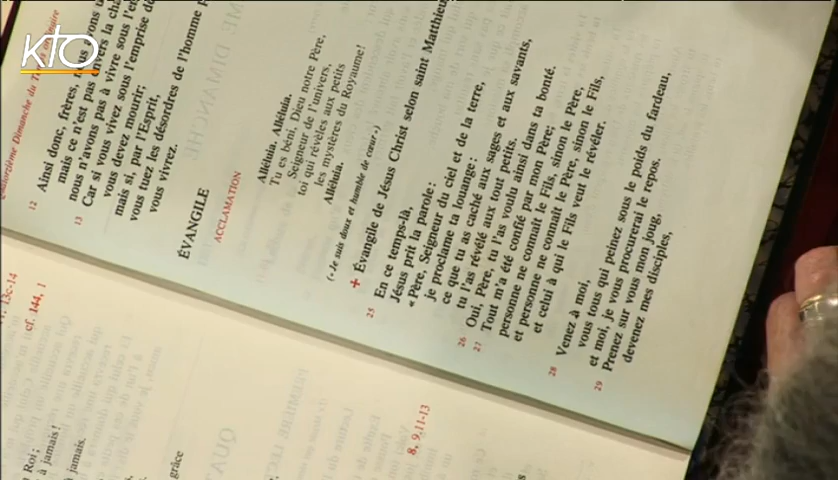 KTO
12 Ainsi donc, frères, nous avons
mais ce n'est pas envers la
nous n'avons pas à vivre sous l'em
13 Car si vous vivez sous l'emprise de
vous devez mourir;
mais si, par l'Esprit,
vous tuez les désordres de l'homme
vous vivrez.
ÉVANGILE
ACCLAMATION
Alléluia. Alléluia.
Tu es béni, Dieu notre Père,
Seigneur de l'univers,
toi qui révèles aux petits
les mystères du Royaume!
Alléluia.
(«Je suis doux et humble de cœur»)
+ Évangile de Jésus Christ selon saint Matthieu
25 En ce temps-là,
Jésus prit la parole:
« Père, Seigneur du ciel et de la terre,
je proclame ta louange:
ce que tu as caché aux sages et aux savants,
tu l'as révélé aux tout petits.
26 Oui, Père, tu l'as voulu ainsi dans ta bonté.
27 Tout m'a été confié par mon Père;
personne ne connaît le Fils, sinon le Père,
et personne ne connaît le Père, sinon le Fils,
et celui à qui le Fils veut le révéler.
28 Venez à moi,
vous tous qui peinez sous le poids du fardeau,
et moi, je vous procurerai le repos.
29 Prenez sur vous mon joug,
devenez mes disciples,
13c-14
cf. 144, 1
Roi;
à jamais!
à jamais.
grâce
8, 9.11-13